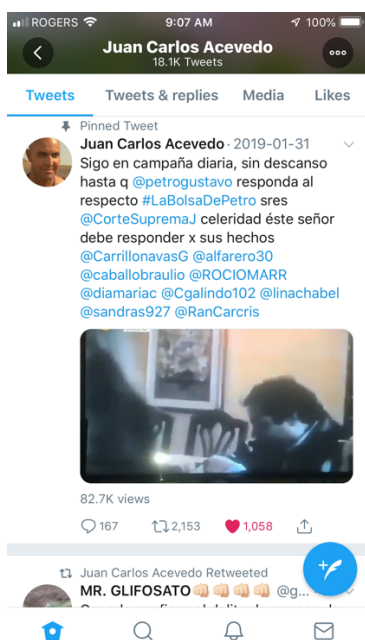 ROGERS 9:07 AM 100%
Juan Carlos Acevedo
18.1K Tweets
Tweets Tweets & replies Media Likes
Pinned Tweet
Juan Carlos Acevedo · 2019-01-31
Sigo en campaña diaria, sin descanso
hasta q @petrogustavo responda al
respecto #LaBolsaDePetro sres
@CorteSupremaJ celeridad éste señor
debe responder x sus hechos
@CarrillonavasG @alfarero30
@caballobraulio @ROCIOMARR
@diamariac @Cgalindo102 @linachabel
@sandras927 @RanCarcris
82.7K views
167 2,153 1,058
Juan Carlos Acevedo Retweeted
MR. GLIFOSATO👊🏼👊🏼👊🏼👊🏼 @g...